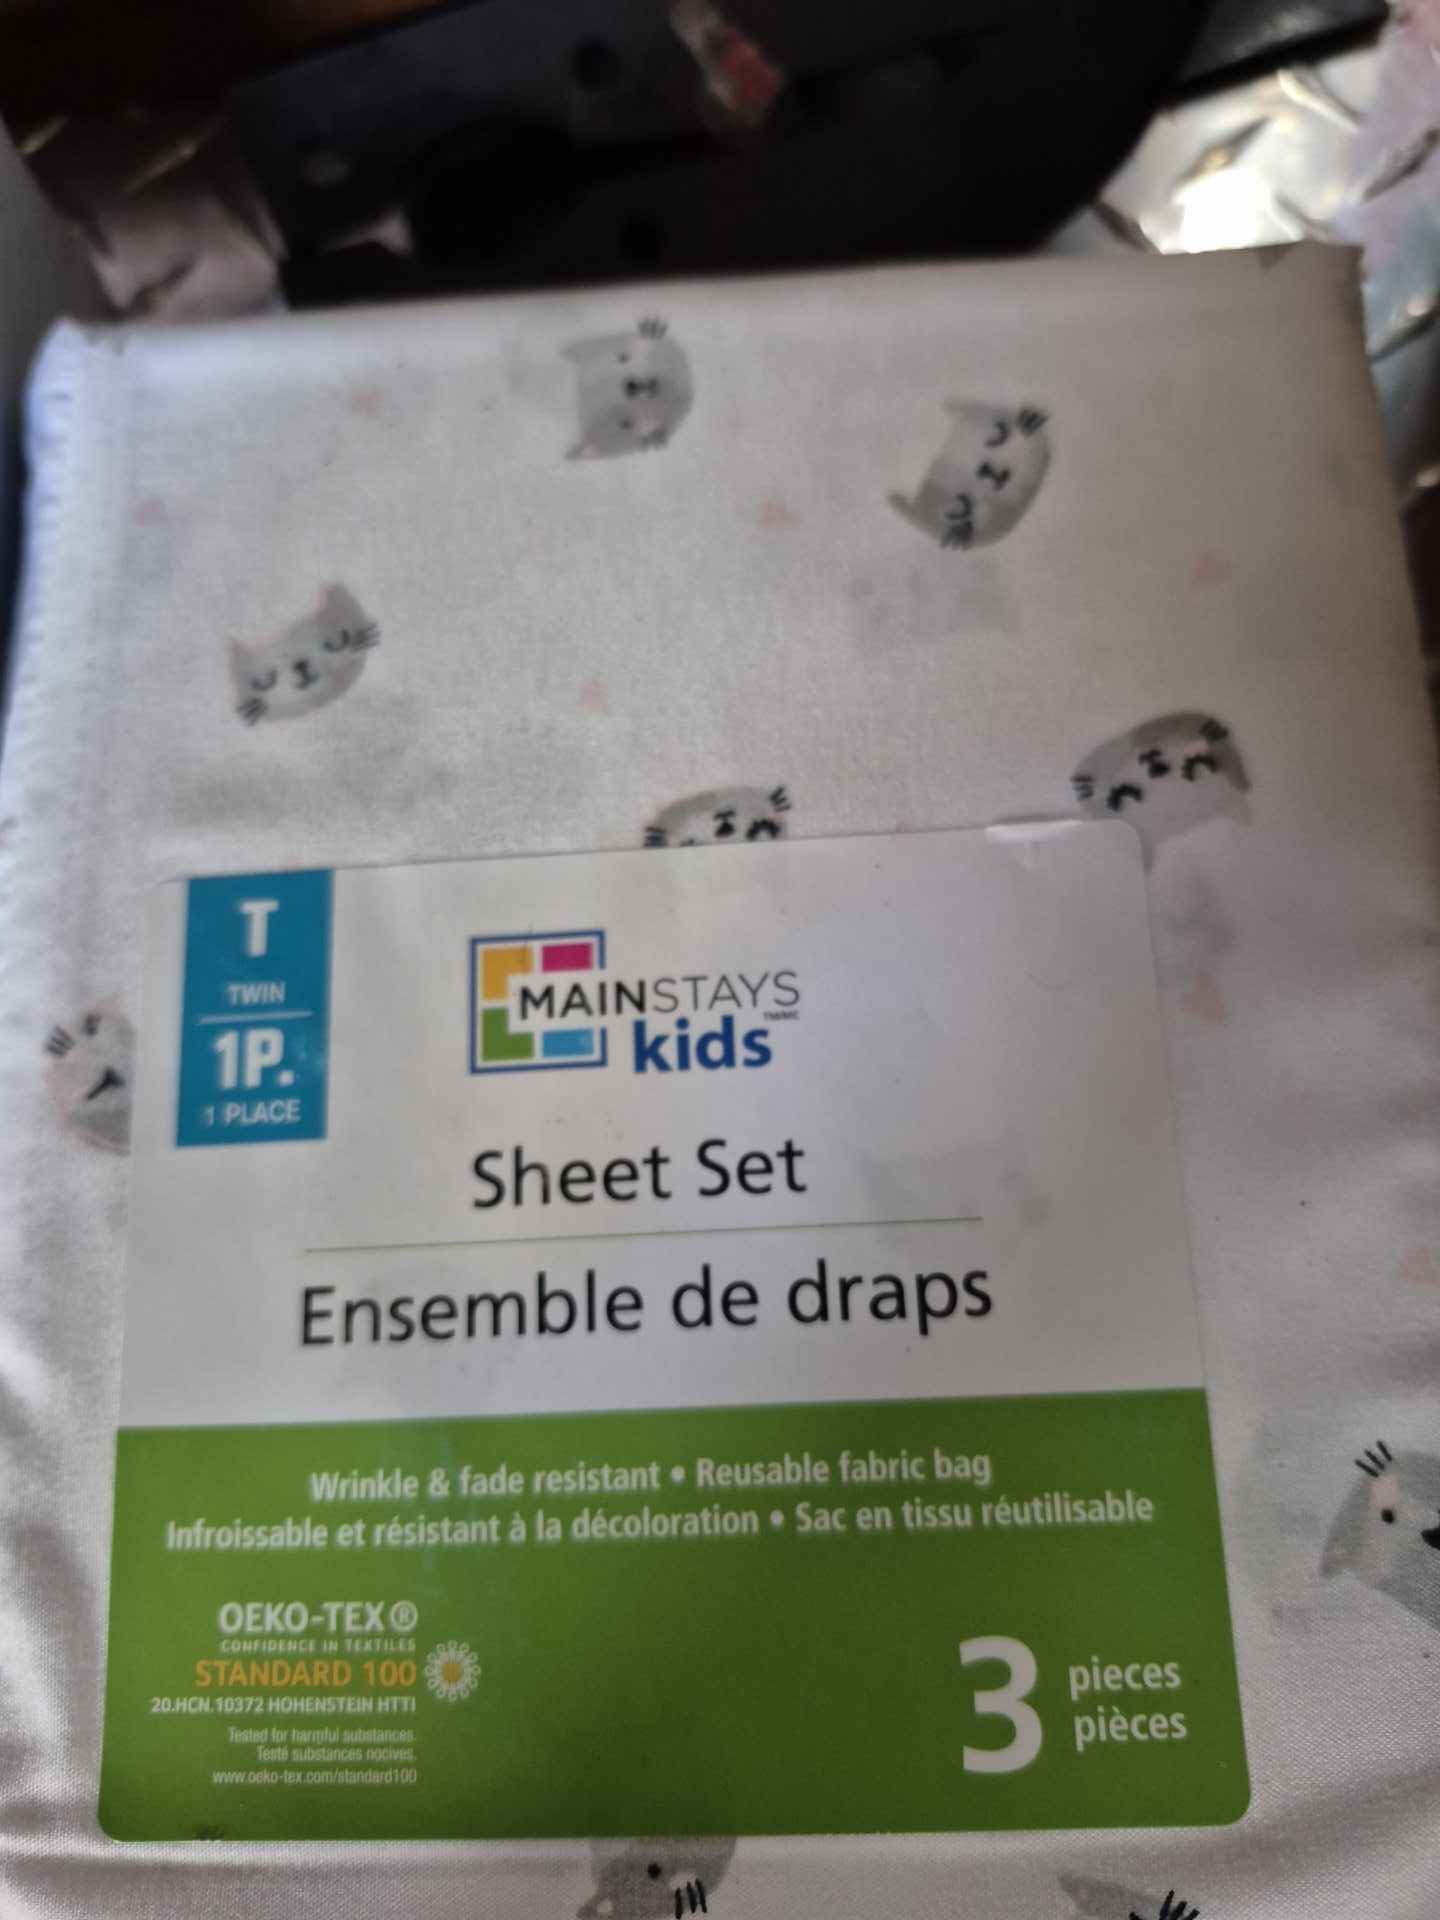 T
TWIN
1P.
1 PLACE
MAINSTAYS
kids
Sheet Set
Ensemble de draps
Wrinkle & fade resistant • Reusable fabric bag
Infroissable et résistant à la décoloration • Sac en tissu réutilisable
OEKO-TEX®
CONFIDENCE IN TEXTILES
STANDARD 100
20.HCN.10372 HOHENSTEIN HTTI
Tested for harmful substances.
Testé substances nocives.
www.oeko-tex.com/standard100
3 pieces
pièces